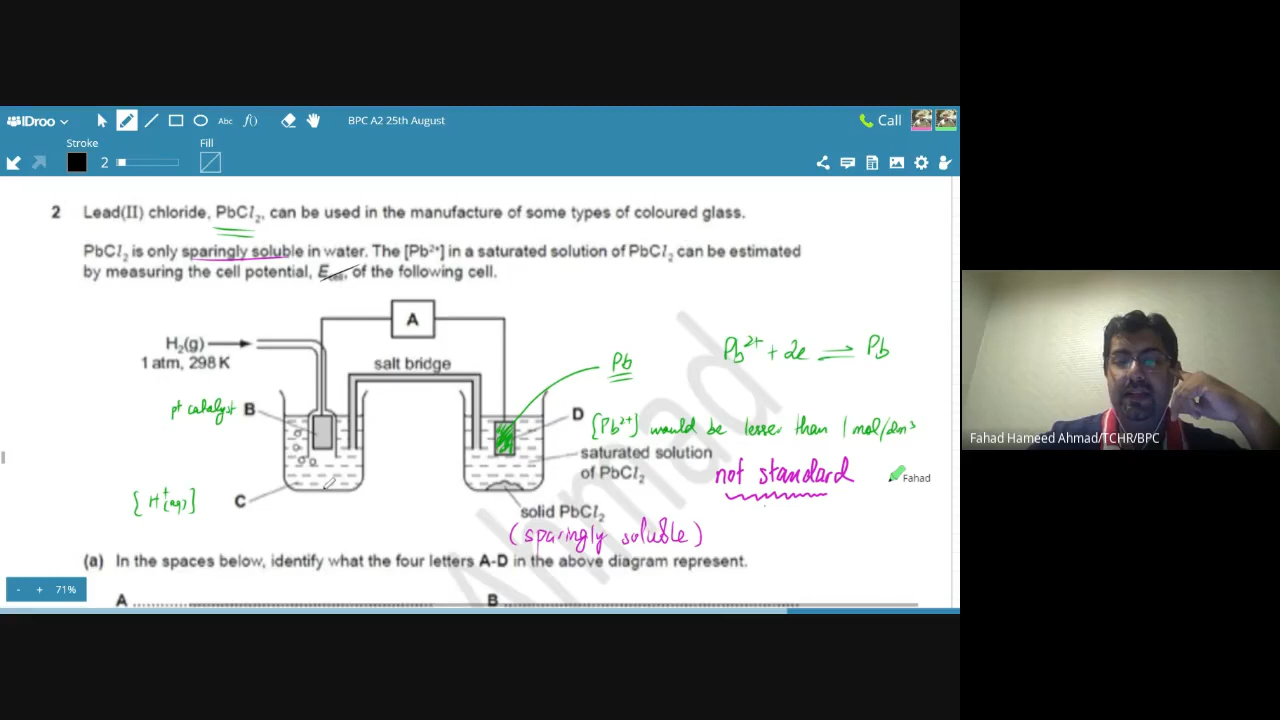 iDroo
Abc
f()
BPC A2 25th August
Call
Stroke
Fill
2
2 Lead(II) chloride, PbCl₂, can be used in the manufacture of some types of coloured glass.
PbCl₂ is only sparingly soluble in water. The [Pb²⁺] in a saturated solution of PbCl₂ can be estimated
by measuring the cell potential, E_cell, of the following cell.
A
H₂(g)
1 atm, 298 K
salt bridge
Pb
Pb²⁺ + 2e ⇌ Pb
pt catalyst B
D
[Pb²⁺] would be lesser than 1 mol/dm³
saturated solution
of PbCl₂
not standard
Fahad
[H⁺(aq)]
C
solid PbCl₂
(sparingly soluble)
Ahmad
(a) In the spaces below, identify what the four letters A-D in the above diagram represent.
- + 71%
A ........ B ........
Fahad Hameed Ahmad/TCHR/BPC